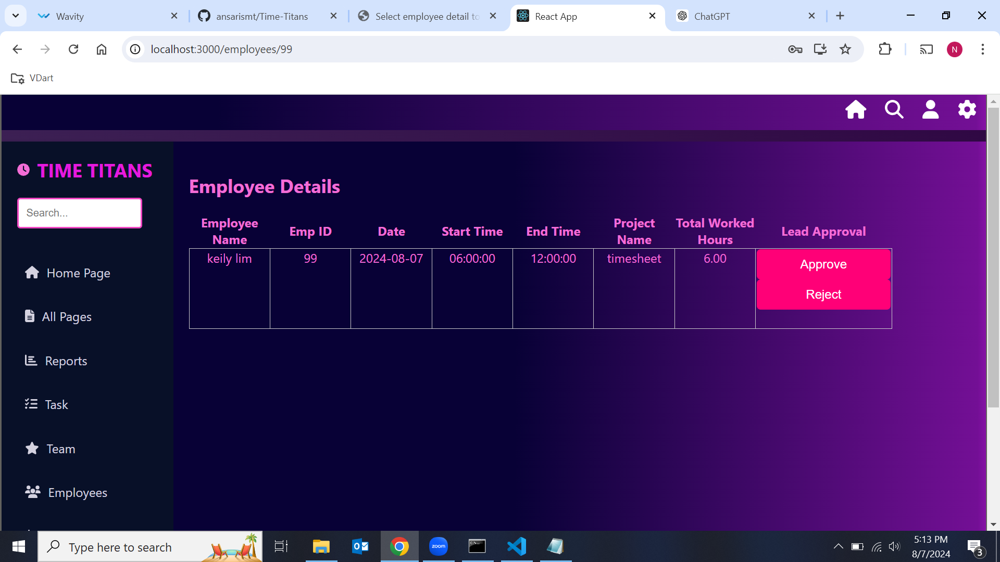 Wavity
ansarismt/Time-Titans
Select employee detail to
React App
ChatGPT
localhost:3000/employees/99
N
VDart
TIME TITANS
Search...
Home Page
All Pages
Reports
Task
Team
Employees
Employee Details
Employee Name Emp ID Date Start Time End Time Project Name Total Worked Hours Lead Approval
keily lim 99 2024-08-07 06:00:00 12:00:00 timesheet 6.00 Approve
Reject
Type here to search
zoom
5:13 PM
8/7/2024
3